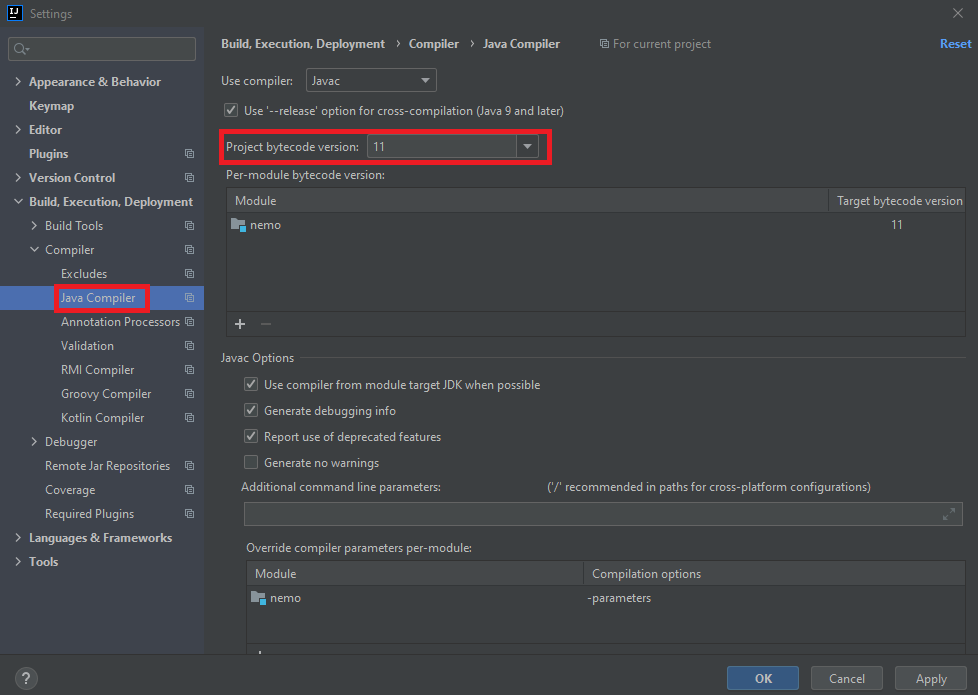 IJ
Settings
Appearance & Behavior
Keymap
Editor
Plugins
Version Control
Build, Execution, Deployment
Build Tools
Compiler
Excludes
Java Compiler
Annotation Processors
Validation
RMI Compiler
Groovy Compiler
Kotlin Compiler
Debugger
Remote Jar Repositories
Coverage
Required Plugins
Languages & Frameworks
Tools
Build, Execution, Deployment › Compiler › Java Compiler For current project Reset
Use compiler: Javac
Use '--release' option for cross-compilation (Java 9 and later)
Project bytecode version: 11
Per-module bytecode version:
Module Target bytecode version
nemo 11
Javac Options
Use compiler from module target JDK when possible
Generate debugging info
Report use of deprecated features
Generate no warnings
Additional command line parameters: ('/' recommended in paths for cross-platform configurations)
Override compiler parameters per-module:
Module Compilation options
nemo -parameters
? OK Cancel Apply